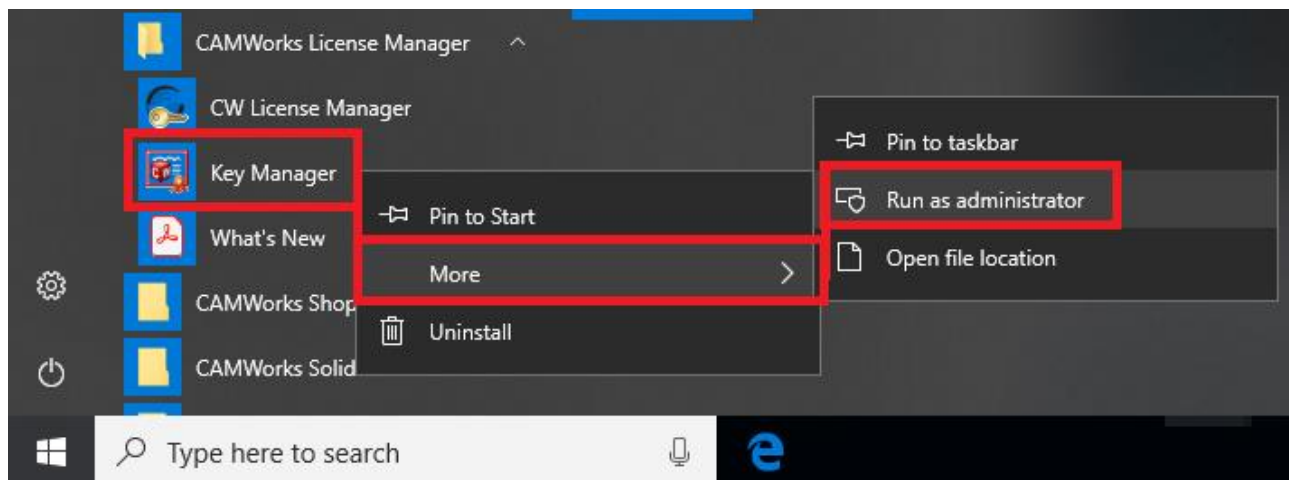 CAMWorks License Manager
CW License Manager
Key Manager
What's New
CAMWorks Shop
CAMWorks Solid
Pin to Start
More
Uninstall
Pin to taskbar
Run as administrator
Open file location
Type here to search